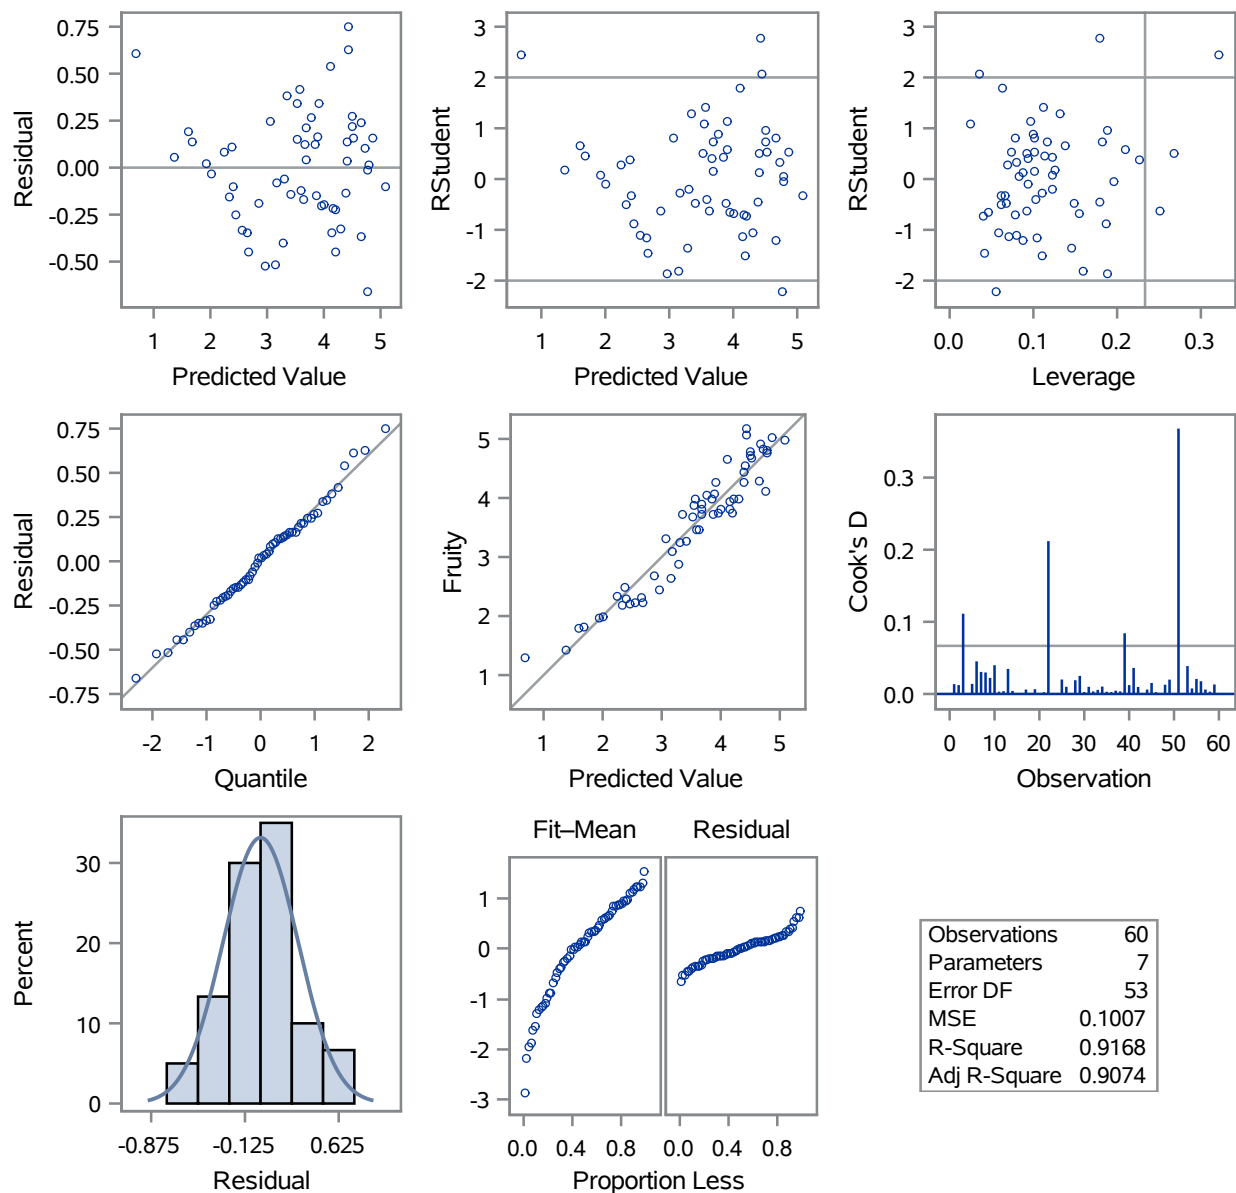 0.75
0.50
0.25
0.00
-0.25
-0.50
Residual
1 2 3 4 5
Predicted Value
3
2
1
0
-1
-2
RStudent
1 2 3 4 5
Predicted Value
3
2
1
0
-1
-2
RStudent
0.0 0.1 0.2 0.3
Leverage
0.75
0.50
0.25
0.00
-0.25
-0.50
-0.75
Residual
-2 -1 0 1 2
Quantile
5
4
3
2
1
Fruity
1 2 3 4 5
Predicted Value
0.3
0.2
0.1
0.0
Cook's D
0 10 20 30 40 50 60
Observation
30
20
10
0
Percent
-0.875 -0.125 0.625
Residual
Fit–Mean Residual
1
0
-1
-2
-3
0.0 0.4 0.8 0.0 0.4 0.8
Proportion Less
Observations 60
Parameters 7
Error DF 53
MSE 0.1007
R-Square 0.9168
Adj R-Square 0.9074